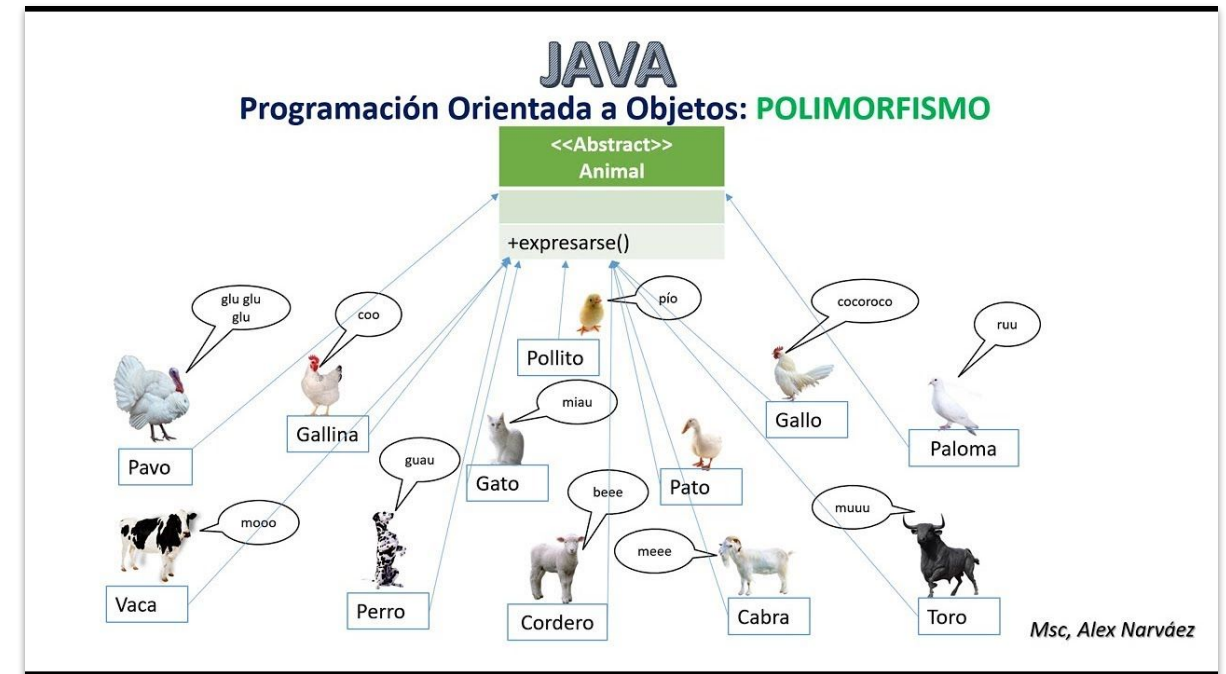 JAVA
Programación Orientada a Objetos: POLIMORFISMO
<<Abstract>>
Animal
+expresarse()
glu glu
glu
coo
pío
cocoroco
ruu
Pollito
miau
Gallo
Gallina
Paloma
Pavo
guau
Gato
beee
Pato
mooo
muuu
meee
Vaca
Perro
Cordero
Cabra
Toro
Msc, Alex Narváez